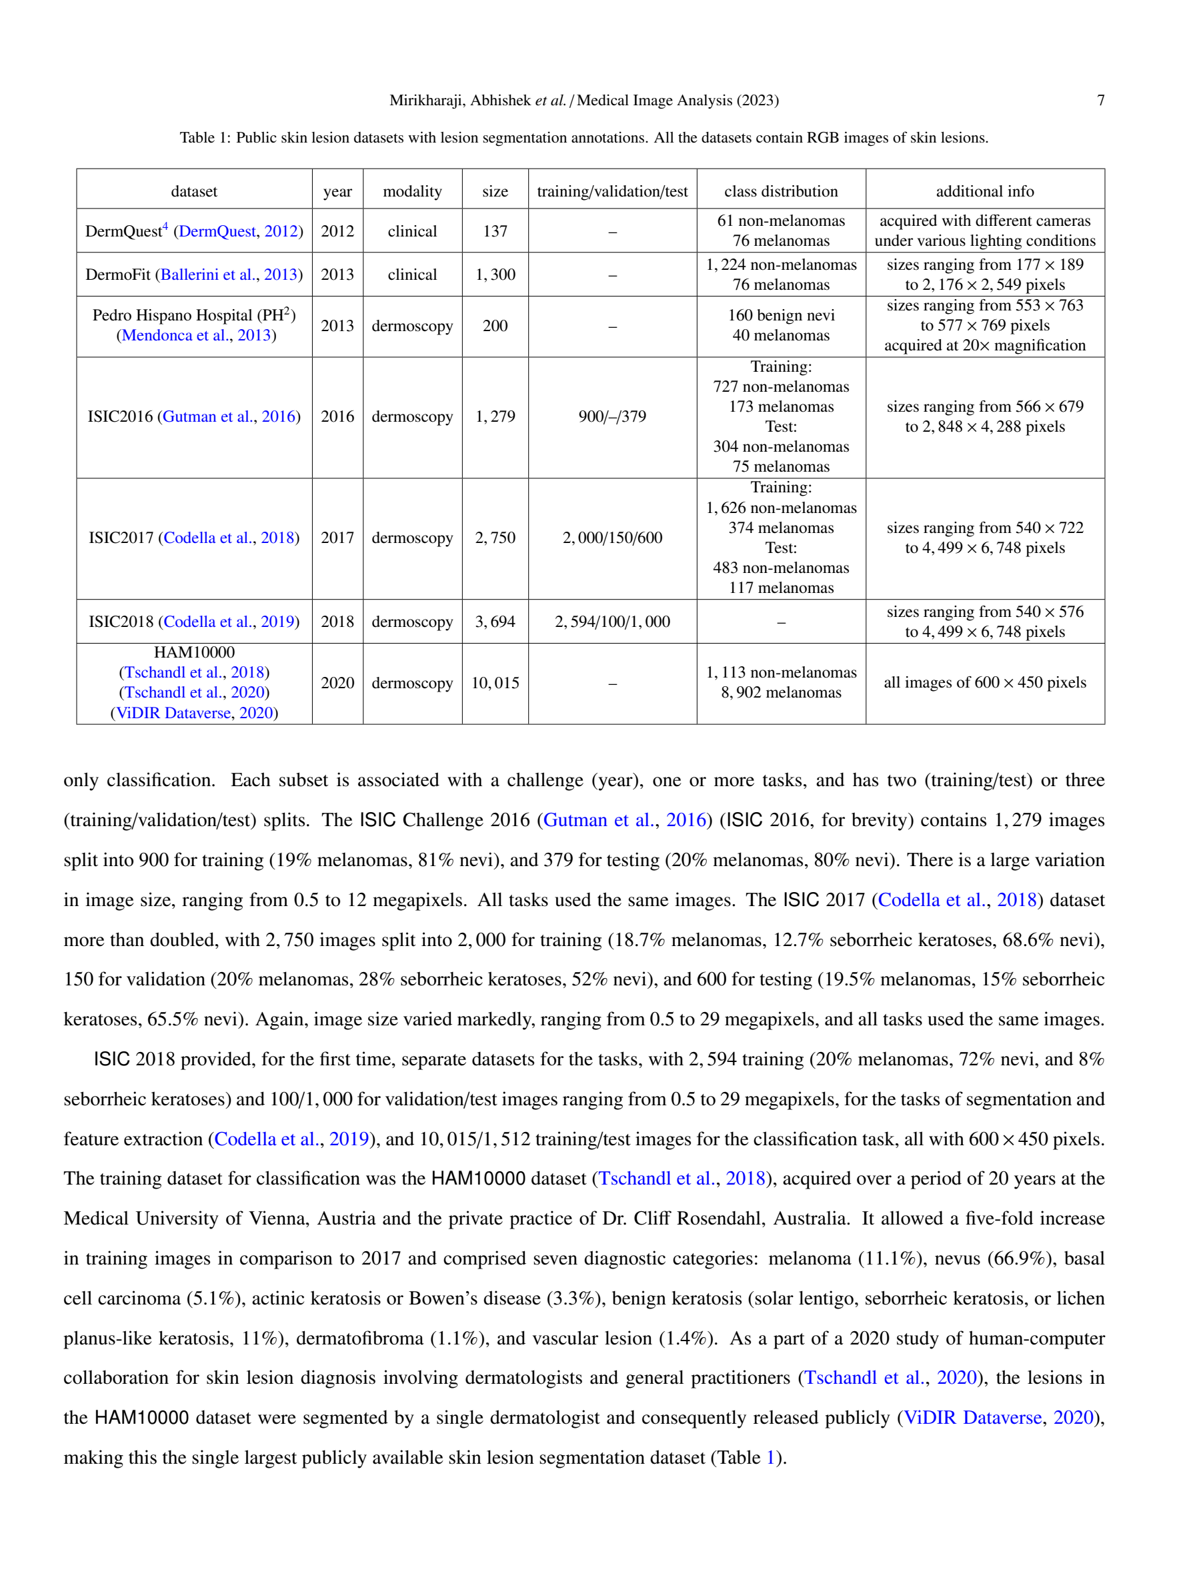 Mirikharaji, Abhishek et al. / Medical Image Analysis (2023)
7
Table 1: Public skin lesion datasets with lesion segmentation annotations. All the datasets contain RGB images of skin lesions.
dataset year modality size training/validation/test class distribution additional info
DermQuest4 (DermQuest, 2012) 2012 clinical 137 – 61 non-melanomas
76 melanomas
acquired with different cameras
under various lighting conditions
DermoFit (Ballerini et al., 2013) 2013 clinical 1,300 – 1,224 non-melanomas
76 melanomas
sizes ranging from 177 × 189
to 2,176 × 2,549 pixels
Pedro Hispano Hospital (PH2)
(Mendonca et al., 2013)
2013 dermoscopy 200 – 160 benign nevi
40 melanomas
sizes ranging from 553 × 763
to 577 × 769 pixels
acquired at 20× magnification
ISIC2016 (Gutman et al., 2016) 2016 dermoscopy 1,279 900/–/379
Training:
727 non-melanomas
173 melanomas
Test:
304 non-melanomas
75 melanomas
sizes ranging from 566 × 679
to 2,848 × 4,288 pixels
ISIC2017 (Codella et al., 2018) 2017 dermoscopy 2,750 2,000/150/600
Training:
1,626 non-melanomas
374 melanomas
Test:
483 non-melanomas
117 melanomas
sizes ranging from 540 × 722
to 4,499 × 6,748 pixels
ISIC2018 (Codella et al., 2019) 2018 dermoscopy 3,694 2,594/100/1,000 –
sizes ranging from 540 × 576
to 4,499 × 6,748 pixels
HAM10000
(Tschandl et al., 2018)
(Tschandl et al., 2020)
(ViDIR Dataverse, 2020)
2020 dermoscopy 10,015 – 1,113 non-melanomas
8,902 melanomas
all images of 600 × 450 pixels
only classification. Each subset is associated with a challenge (year), one or more tasks, and has two (training/test) or three
(training/validation/test) splits. The ISIC Challenge 2016 (Gutman et al., 2016) (ISIC 2016, for brevity) contains 1,279 images
split into 900 for training (19% melanomas, 81% nevi), and 379 for testing (20% melanomas, 80% nevi). There is a large variation
in image size, ranging from 0.5 to 12 megapixels. All tasks used the same images. The ISIC 2017 (Codella et al., 2018) dataset
more than doubled, with 2,750 images split into 2,000 for training (18.7% melanomas, 12.7% seborrheic keratoses, 68.6% nevi),
150 for validation (20% melanomas, 28% seborrheic keratoses, 52% nevi), and 600 for testing (19.5% melanomas, 15% seborrheic
keratoses, 65.5% nevi). Again, image size varied markedly, ranging from 0.5 to 29 megapixels, and all tasks used the same images.
ISIC 2018 provided, for the first time, separate datasets for the tasks, with 2,594 training (20% melanomas, 72% nevi, and 8%
seborrheic keratoses) and 100/1,000 for validation/test images ranging from 0.5 to 29 megapixels, for the tasks of segmentation and
feature extraction (Codella et al., 2019), and 10,015/1,512 training/test images for the classification task, all with 600 × 450 pixels.
The training dataset for classification was the HAM10000 dataset (Tschandl et al., 2018), acquired over a period of 20 years at the
Medical University of Vienna, Austria and the private practice of Dr. Cliff Rosendahl, Australia. It allowed a five-fold increase
in training images in comparison to 2017 and comprised seven diagnostic categories: melanoma (11.1%), nevus (66.9%), basal
cell carcinoma (5.1%), actinic keratosis or Bowen's disease (3.3%), benign keratosis (solar lentigo, seborrheic keratosis, or lichen
planus-like keratosis, 11%), dermatofibroma (1.1%), and vascular lesion (1.4%). As a part of a 2020 study of human-computer
collaboration for skin lesion diagnosis involving dermatologists and general practitioners (Tschandl et al., 2020), the lesions in
the HAM10000 dataset were segmented by a single dermatologist and consequently released publicly (ViDIR Dataverse, 2020),
making this the single largest publicly available skin lesion segmentation dataset (Table 1).